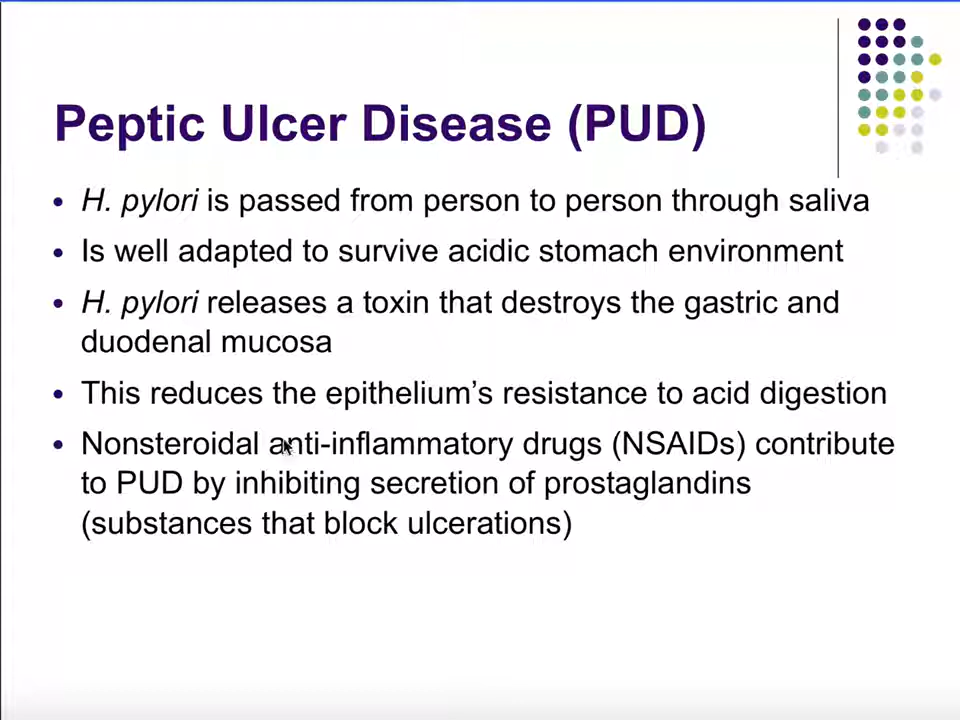 Peptic Ulcer Disease (PUD)
• H. pylori is passed from person to person through saliva
• Is well adapted to survive acidic stomach environment
• H. pylori releases a toxin that destroys the gastric and
duodenal mucosa
• This reduces the epithelium’s resistance to acid digestion
• Nonsteroidal anti-inflammatory drugs (NSAIDs) contribute
to PUD by inhibiting secretion of prostaglandins
(substances that block ulcerations)